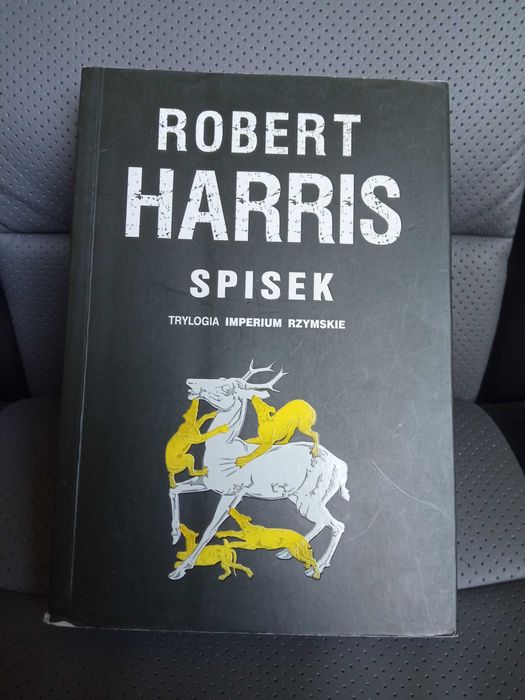 ROBERT
HARRIS
SPISEK
TRYLOGIA IMPERIUM RZYMSKIE